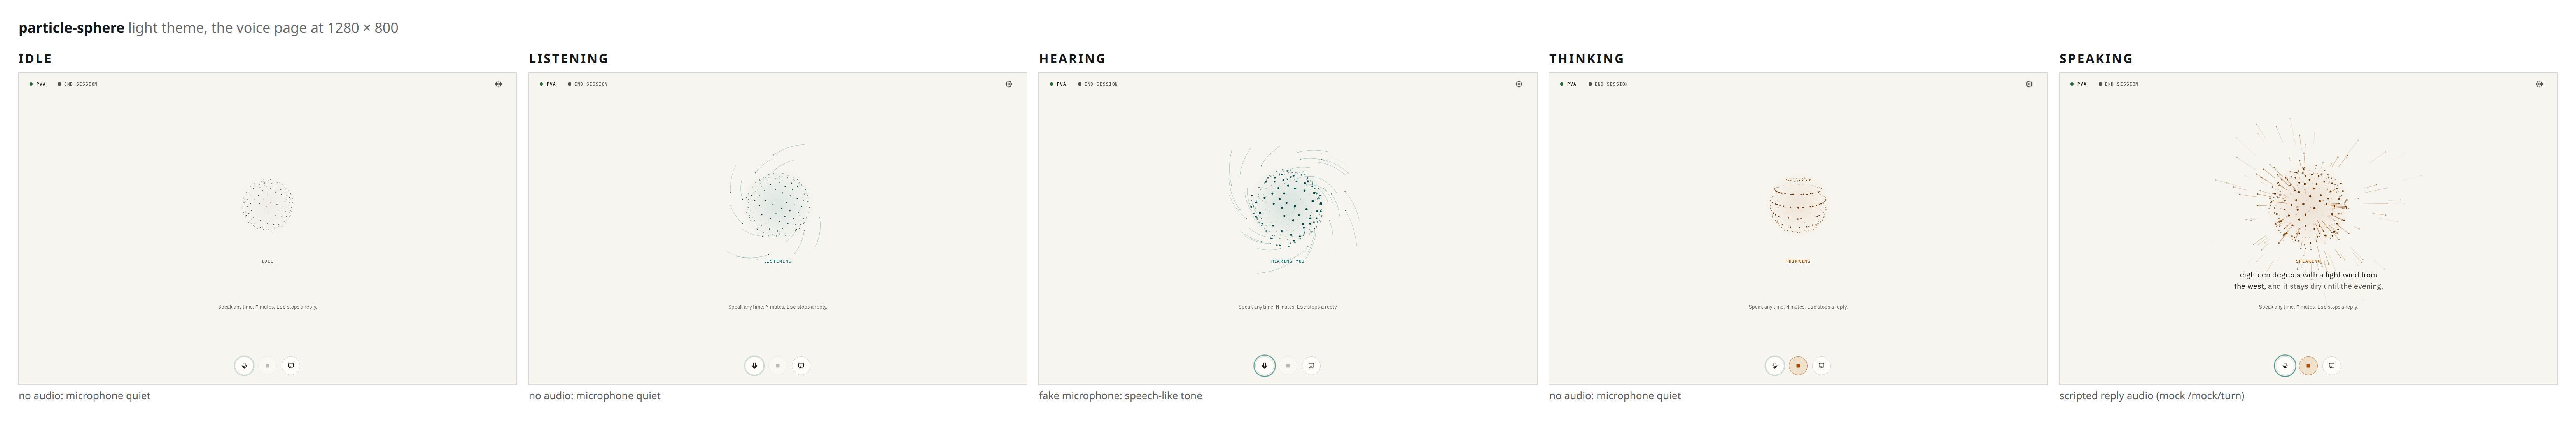 particle-sphere light theme, the voice page at 1280 × 800
IDLE
PVA END SESSION
IDLE
Speak any time. M mutes, Esc stops a reply.
no audio: microphone quiet
LISTENING
PVA END SESSION
LISTENING
Speak any time. M mutes, Esc stops a reply.
no audio: microphone quiet
HEARING
PVA END SESSION
HEARING YOU
Speak any time. M mutes, Esc stops a reply.
fake microphone: speech-like tone
THINKING
PVA END SESSION
THINKING
Speak any time. M mutes, Esc stops a reply.
no audio: microphone quiet
SPEAKING
PVA END SESSION
SPEAKING
eighteen degrees with a light wind from
the west, and it stays dry until the evening.
Speak any time. M mutes, Esc stops a reply.
scripted reply audio (mock /mock/turn)